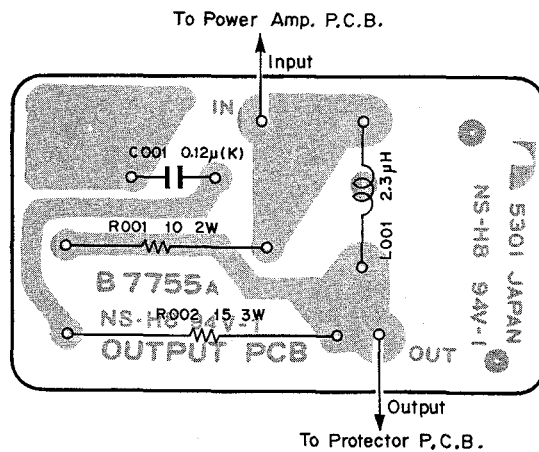 To Power Amp. P.C.B.
Input
IN
C001 0.12μ(K)
2.3μH
L001
R001 10 2W
B7755A
R002 15 3W
NS-H8 94V-1
OUTPUT PCB
OUT
5301 JAPAN
NS-H8 94V-1
Output
To Protector P.C.B.